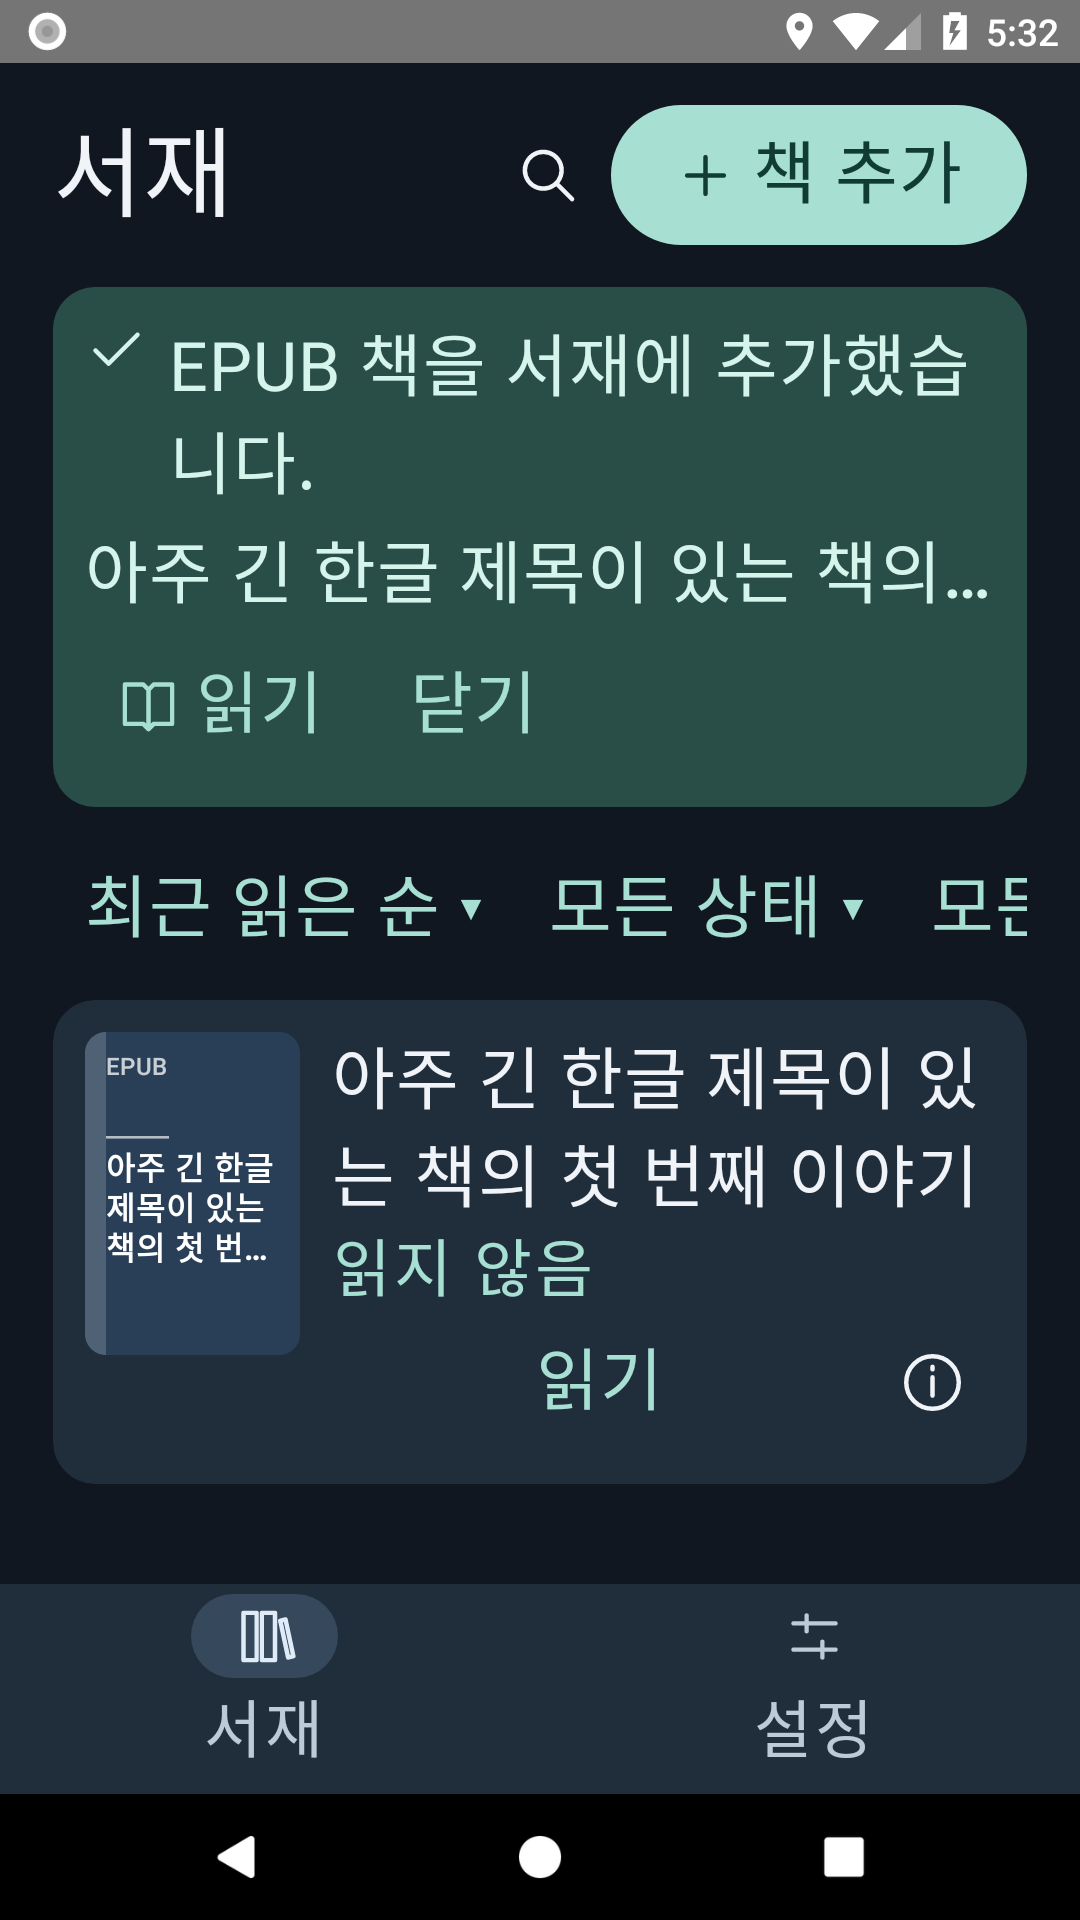 5:32
서재
+ 책 추가
EPUB 책을 서재에 추가했습
니다.
아주 긴 한글 제목이 있는 책의...
읽기 닫기
최근 읽은 순 ▾ 모든 상태 ▾ 모든
EPUB
아주 긴 한글
제목이 있는
책의 첫 번...
아주 긴 한글 제목이 있
는 책의 첫 번째 이야기
읽지 않음
읽기
서재 설정